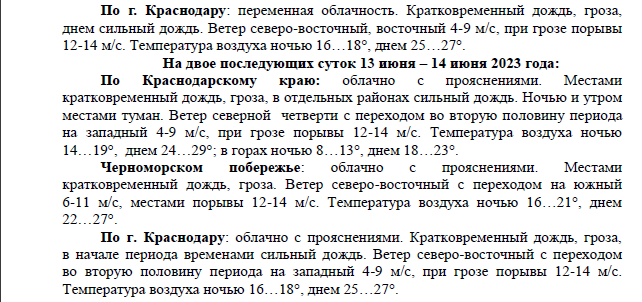 По г. Краснодару: переменная облачность. Кратковременный дождь, гроза,
днем сильный дождь. Ветер северо-восточный, восточный 4-9 м/с, при грозе порывы
12-14 м/с. Температура воздуха ночью 16…18°, днем 25…27°.
На двое последующих суток 13 июня – 14 июня 2023 года:
По Краснодарскому краю: облачно с прояснениями. Местами
кратковременный дождь, гроза, в отдельных районах сильный дождь. Ночью и утром
местами туман. Ветер северной четверти с переходом во вторую половину периода
на западный 4-9 м/с, при грозе порывы 12-14 м/с. Температура воздуха ночью
14…19°, днем 24…29°; в горах ночью 8…13°, днем 18…23°.
Черноморском побережье: облачно с прояснениями. Местами
кратковременный дождь, гроза. Ветер северо-восточный с переходом на южный
6-11 м/с, местами порывы 12-14 м/с. Температура воздуха ночью 16…21°, днем
22…27°.
По г. Краснодару: облачно с прояснениями. Кратковременный дождь, гроза,
в начале периода временами сильный дождь. Ветер северо-восточный с переходом
во вторую половину периода на западный 4-9 м/с, при грозе порывы 12-14 м/с.
Температура воздуха ночью 16…18°, днем 25…27°.